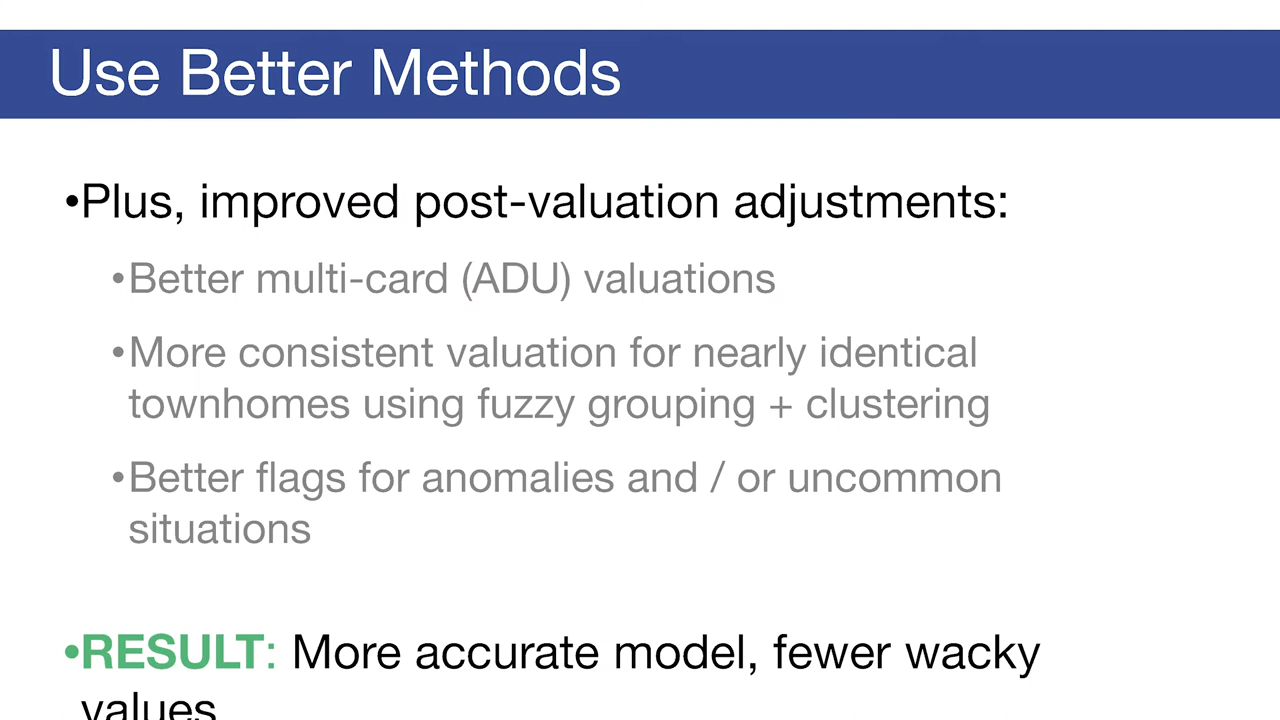 Use Better Methods
•Plus, improved post-valuation adjustments:
•Better multi-card (ADU) valuations
•More consistent valuation for nearly identical
townhomes using fuzzy grouping + clustering
•Better flags for anomalies and / or uncommon
situations
•RESULT: More accurate model, fewer wacky
values